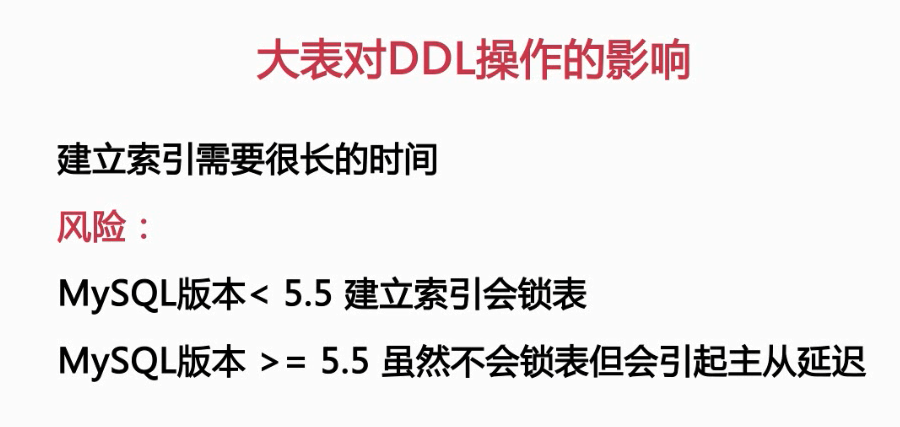 大表对DDL操作的影响
建立索引需要很长的时间
风险：
MySQL版本< 5.5 建立索引会锁表
MySQL版本 >= 5.5 虽然不会锁表但会引起主从延迟